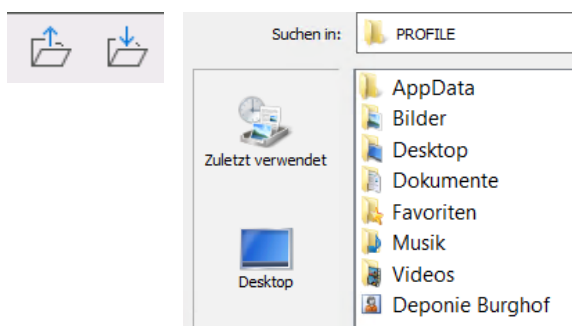 Suchen in:
PROFILE
Zuletzt verwendet
Desktop
AppData
Bilder
Desktop
Dokumente
Favoriten
Musik
Videos
Deponie Burghof